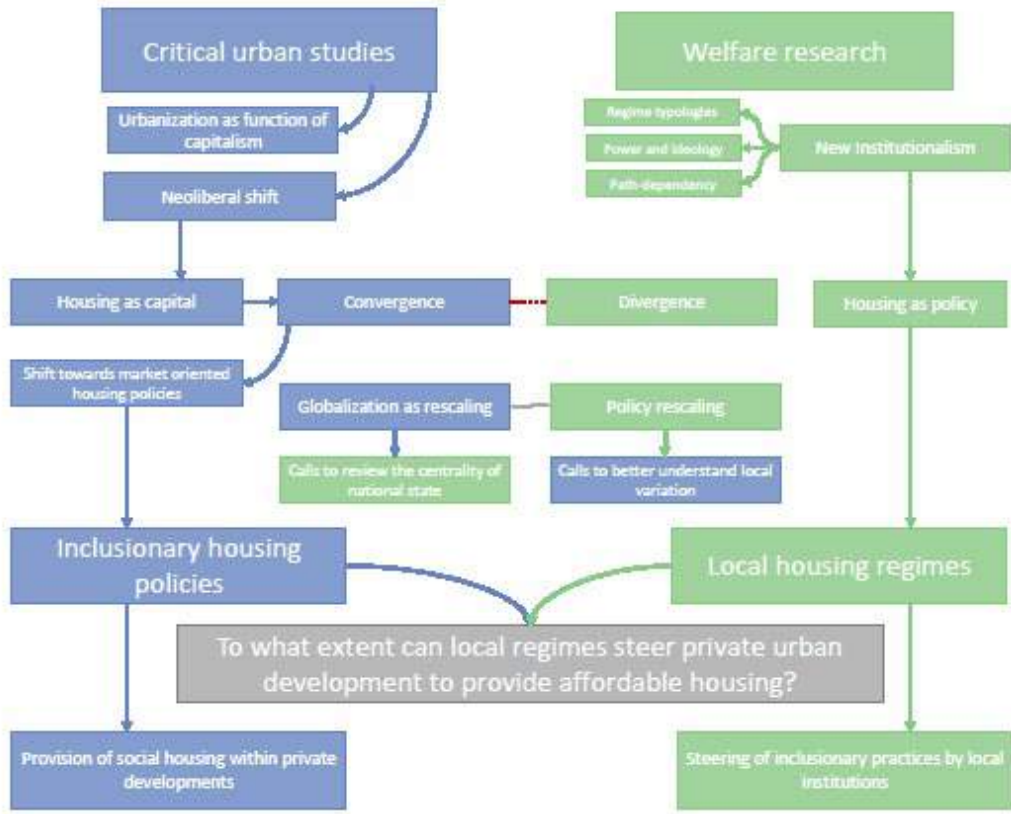 Critical urban studies
Welfare research
Urbanization as function of
capitalism
Regime typologies
Power and ideology
Path-dependency
New Institutionalism
Neoliberal shift
Housing as capital
Convergence
Divergence
Housing as policy
Shift towards market oriented
housing policies
Globalization as rescaling
Policy rescaling
Calls to review the centrality of
national state
Calls to better understand local
variation
Inclusionary housing
policies
Local housing regimes
To what extent can local regimes steer private urban
development to provide affordable housing?
Provision of social housing within private
developments
Steering of inclusionary practices by local
institutions